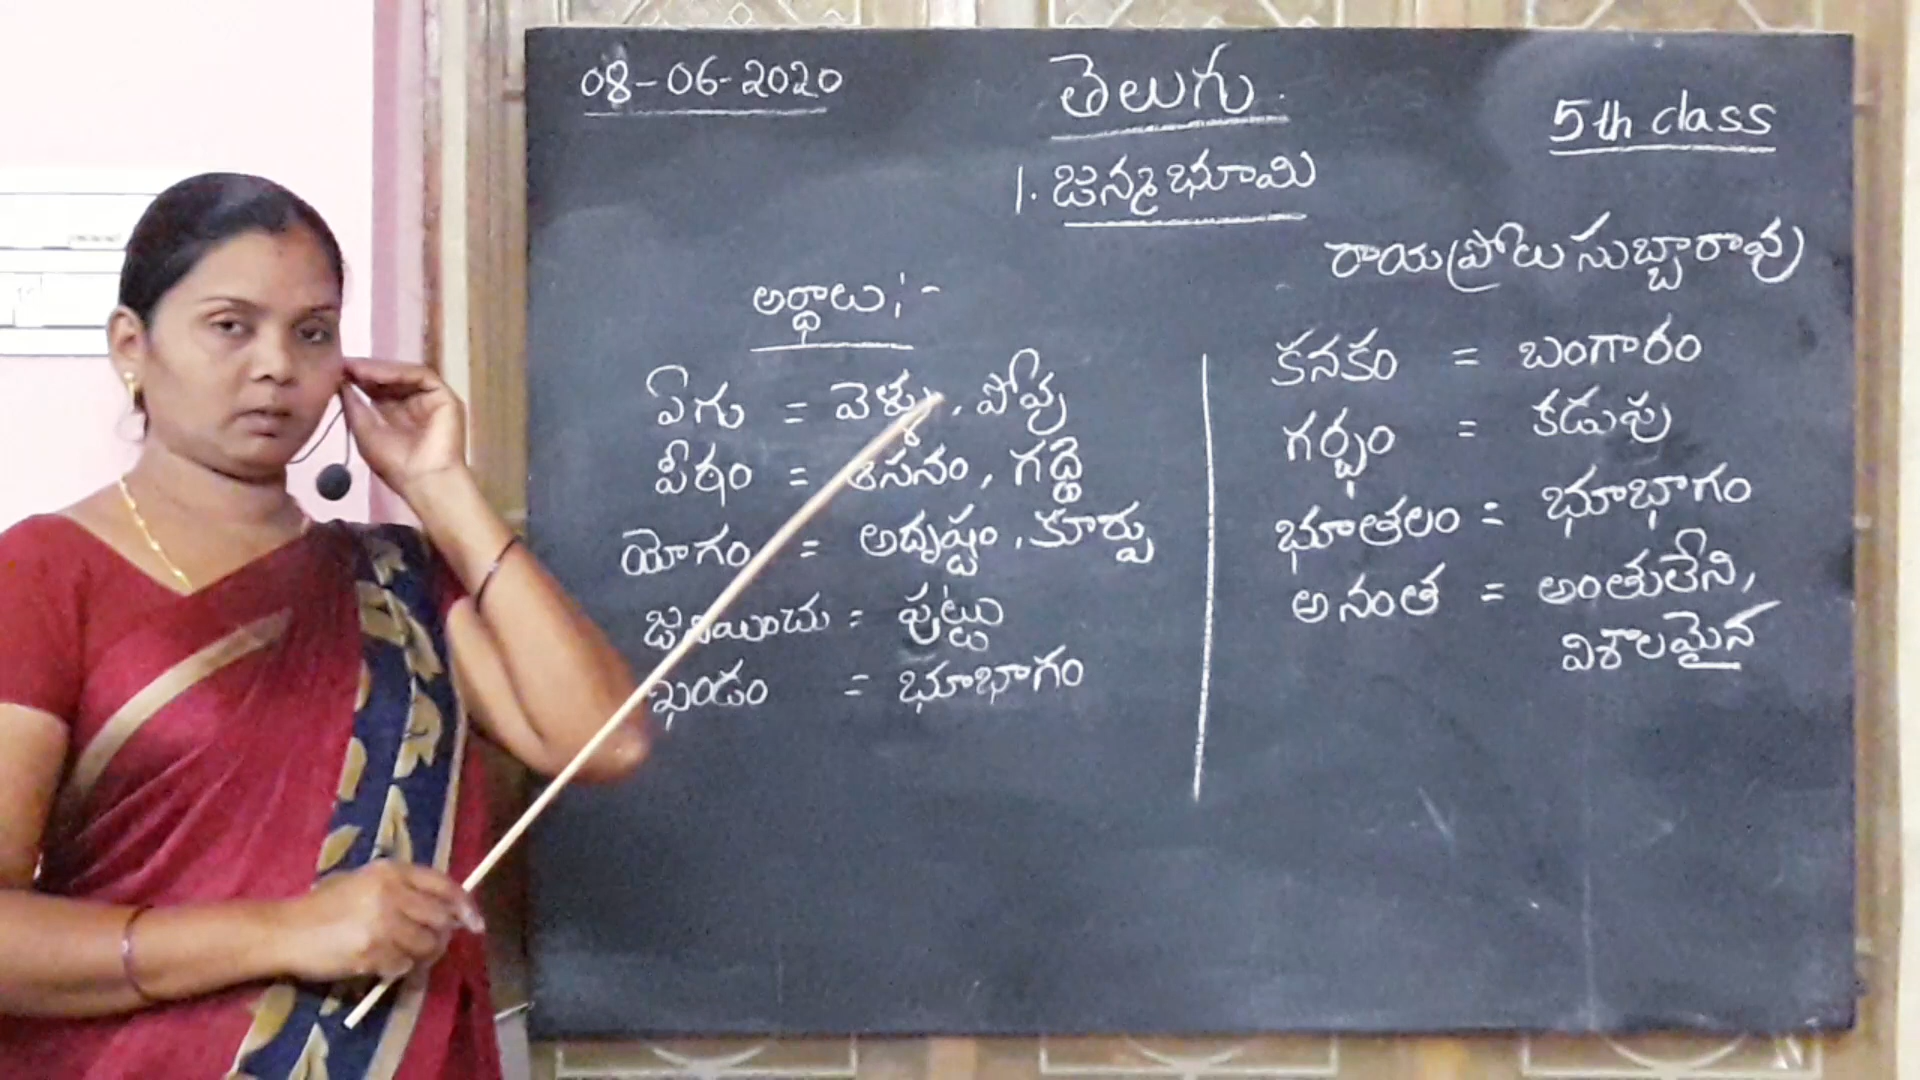 08-06-2020
తెలుగు
5th class
1. జన్మభూమి
రాయప్రోలు సుబ్బారావు
అర్థాలు :-
ఏగు = వెళ్ళు, పోవు
పీఠం = ఆసనం, గద్దె
యోగం = అదృష్టం, కూర్పు
జనియించు = పుట్టు
ఖండం = భూభాగం
కనకం = బంగారం
గర్భం = కడుపు
భూతలం = భూభాగం
అనంత = అంతులేని,
విశాలమైన